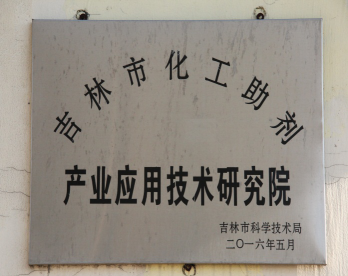 吉林市化工助剂
产业应用技术研究院
吉林市科学技术局
二〇一六年五月